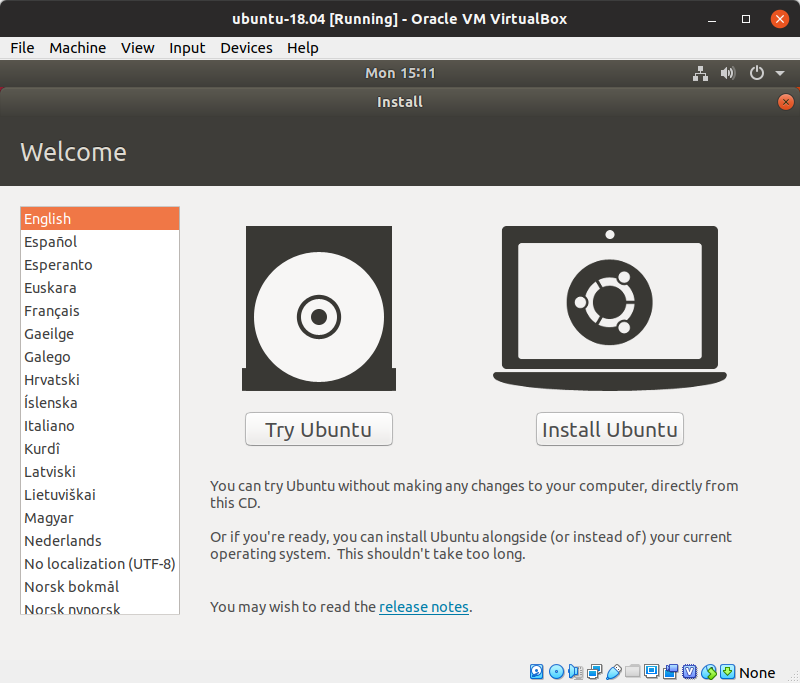 ubuntu-18.04 [Running] - Oracle VM VirtualBox
File Machine View Input Devices Help
Mon 15:11
Install
Welcome
English
Español
Esperanto
Euskara
Français
Gaeilge
Galego
Hrvatski
Íslenska
Italiano
Kurdî
Latviski
Lietuviškai
Magyar
Nederlands
No localization (UTF-8)
Norsk bokmål
Norsk nynorsk
Try Ubuntu
Install Ubuntu
You can try Ubuntu without making any changes to your computer, directly from
this CD.
Or if you're ready, you can install Ubuntu alongside (or instead of) your current
operating system. This shouldn't take too long.
You may wish to read the release notes.
None